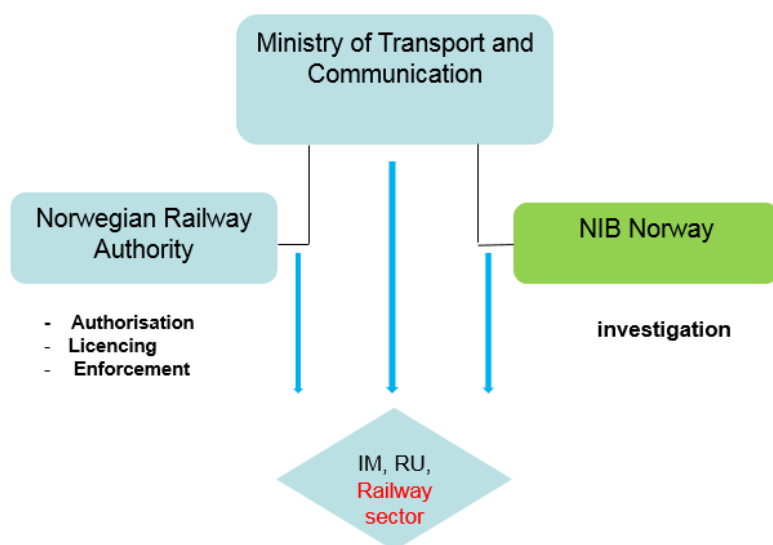 Ministry of Transport and
Communication
Norwegian Railway
Authority
NIB Norway
- Authorisation
- Licencing
- Enforcement
investigation
IM, RU,
Railway
sector